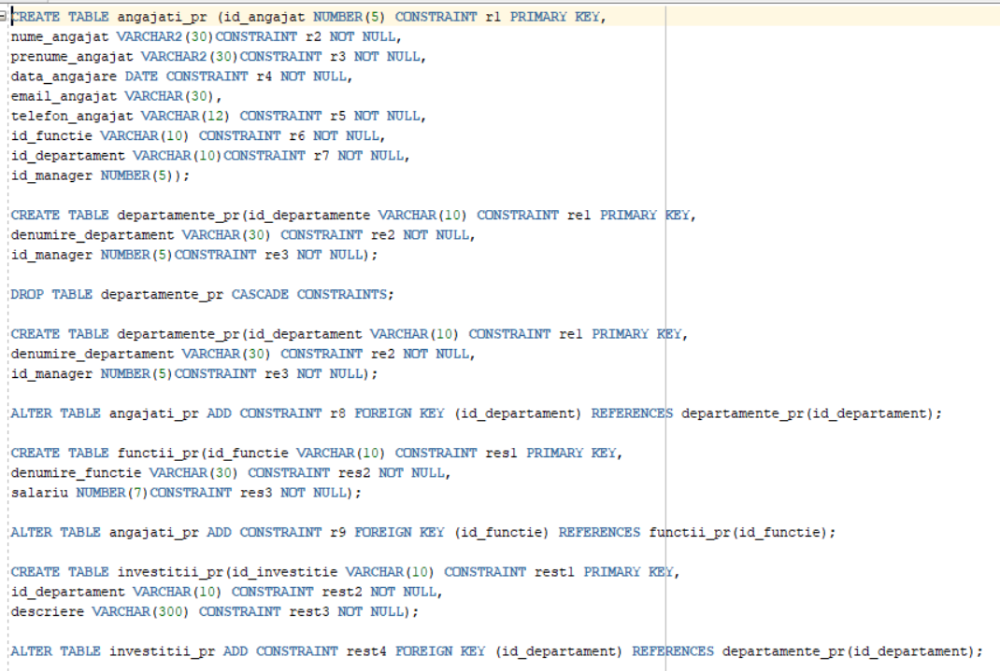 CREATE TABLE angajati_pr (id_angajat NUMBER(5) CONSTRAINT r1 PRIMARY KEY,
nume_angajat VARCHAR2(30)CONSTRAINT r2 NOT NULL,
prenume_angajat VARCHAR2(30)CONSTRAINT r3 NOT NULL,
data_angajare DATE CONSTRAINT r4 NOT NULL,
email_angajat VARCHAR(30),
telefon_angajat VARCHAR(12) CONSTRAINT r5 NOT NULL,
id_functie VARCHAR(10) CONSTRAINT r6 NOT NULL,
id_departament VARCHAR(10)CONSTRAINT r7 NOT NULL,
id_manager NUMBER(5));
CREATE TABLE departamente_pr(id_departamente VARCHAR(10) CONSTRAINT re1 PRIMARY KEY,
denumire_departament VARCHAR(30) CONSTRAINT re2 NOT NULL,
id_manager NUMBER(5)CONSTRAINT re3 NOT NULL);
DROP TABLE departamente_pr CASCADE CONSTRAINTS;
CREATE TABLE departamente_pr(id_departament VARCHAR(10) CONSTRAINT re1 PRIMARY KEY,
denumire_departament VARCHAR(30) CONSTRAINT re2 NOT NULL,
id_manager NUMBER(5)CONSTRAINT re3 NOT NULL);
ALTER TABLE angajati_pr ADD CONSTRAINT r8 FOREIGN KEY (id_departament) REFERENCES departamente_pr(id_departament);
CREATE TABLE functii_pr(id_functie VARCHAR(10) CONSTRAINT res1 PRIMARY KEY,
denumire_functie VARCHAR(30) CONSTRAINT res2 NOT NULL,
salariu NUMBER(7)CONSTRAINT res3 NOT NULL);
ALTER TABLE angajati_pr ADD CONSTRAINT r9 FOREIGN KEY (id_functie) REFERENCES functii_pr(id_functie);
CREATE TABLE investitii_pr(id_investitie VARCHAR(10) CONSTRAINT rest1 PRIMARY KEY,
id_departament VARCHAR(10) CONSTRAINT rest2 NOT NULL,
descriere VARCHAR(300) CONSTRAINT rest3 NOT NULL);
ALTER TABLE investitii_pr ADD CONSTRAINT rest4 FOREIGN KEY (id_departament) REFERENCES departamente_pr(id_departament);